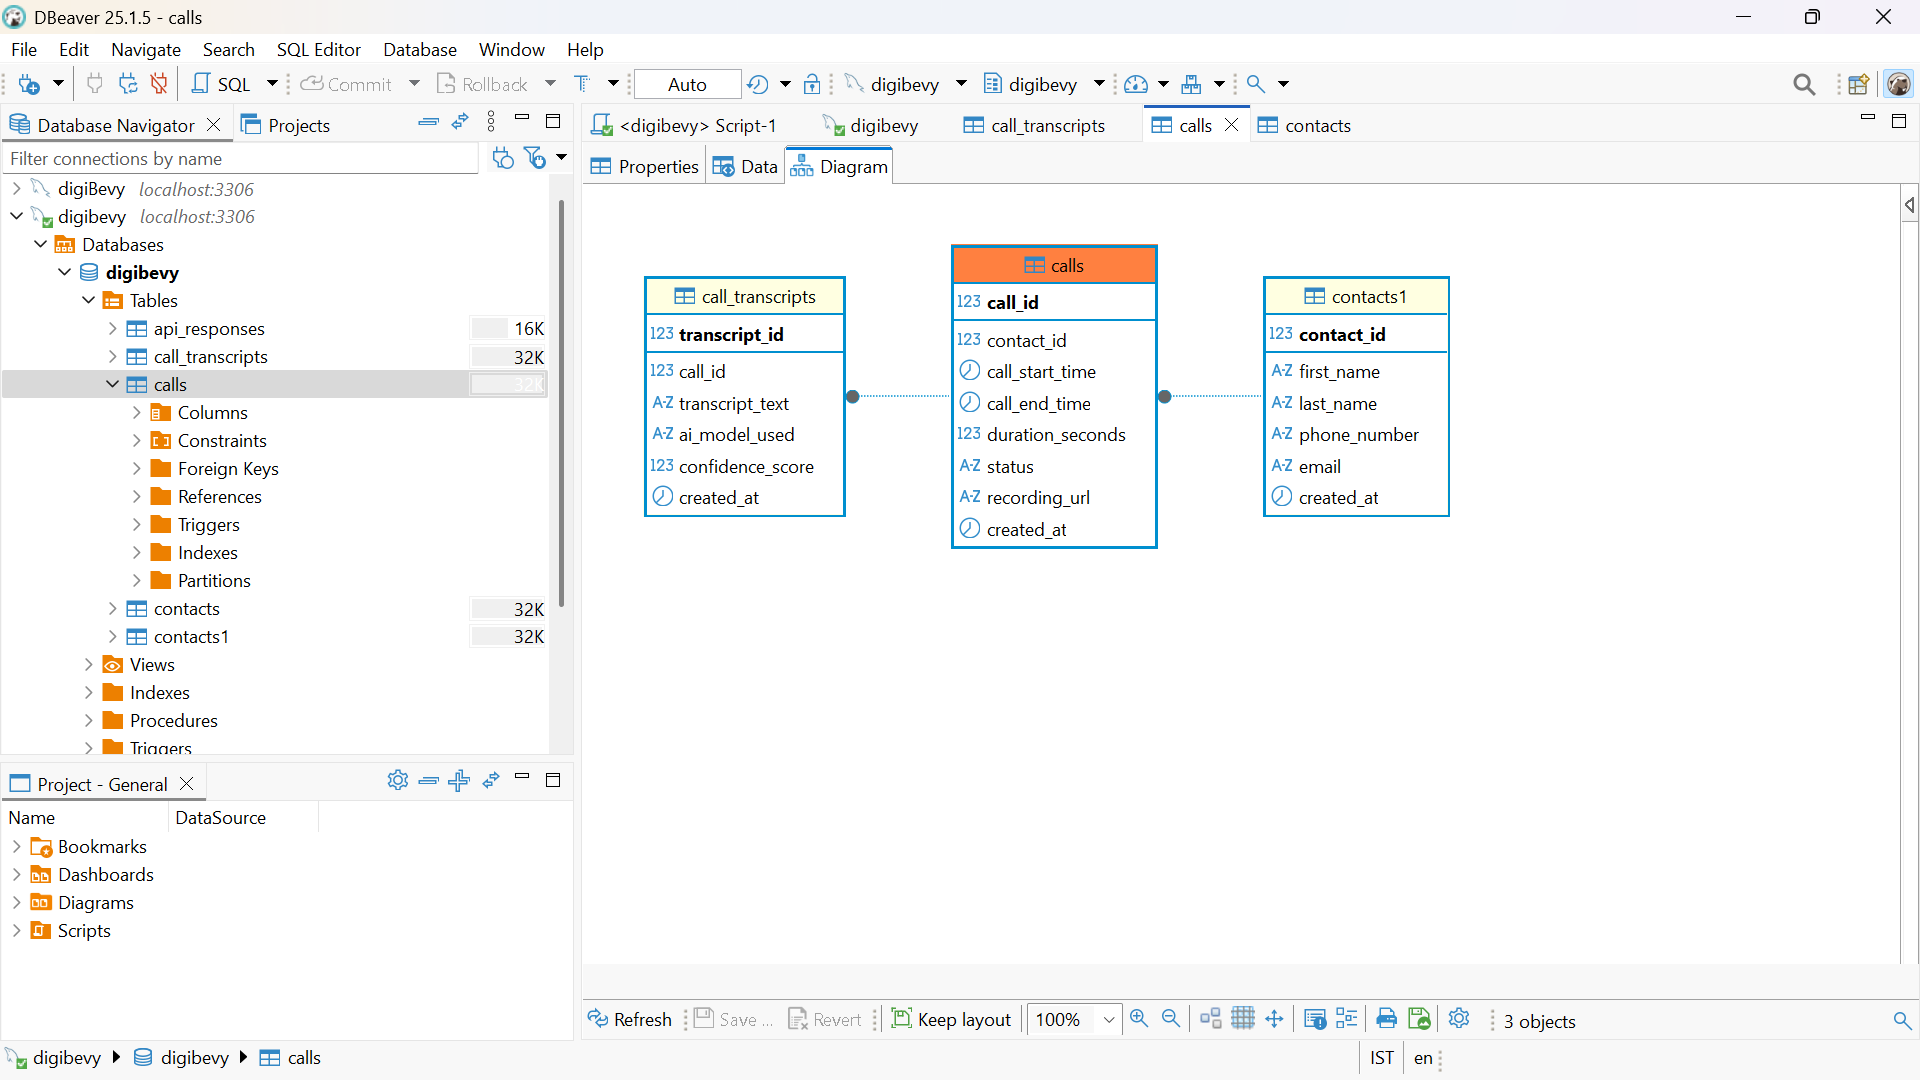 DBeaver 25.1.5 - calls
File Edit Navigate Search SQL Editor Database Window Help
SQL Commit Rollback Auto digibevy digibevy
Database Navigator Projects
Filter connections by name
digiBevy localhost:3306
digibevy localhost:3306
Databases
digibevy
Tables
api_responses 16K
call_transcripts 32K
calls 32K
Columns
Constraints
Foreign Keys
References
Triggers
Indexes
Partitions
contacts 32K
contacts1 32K
Views
Indexes
Procedures
Triggers
Project - General
Name DataSource
Bookmarks
Dashboards
Diagrams
Scripts
<digibevy> Script-1 digibevy call_transcripts calls contacts
Properties Data Diagram
call_transcripts
123 transcript_id
123 call_id
A-Z transcript_text
A-Z ai_model_used
123 confidence_score
created_at
calls
123 call_id
123 contact_id
call_start_time
call_end_time
123 duration_seconds
A-Z status
A-Z recording_url
created_at
contacts1
123 contact_id
A-Z first_name
A-Z last_name
A-Z phone_number
A-Z email
created_at
Refresh Save ... Revert Keep layout 100% 3 objects
digibevy digibevy calls IST en